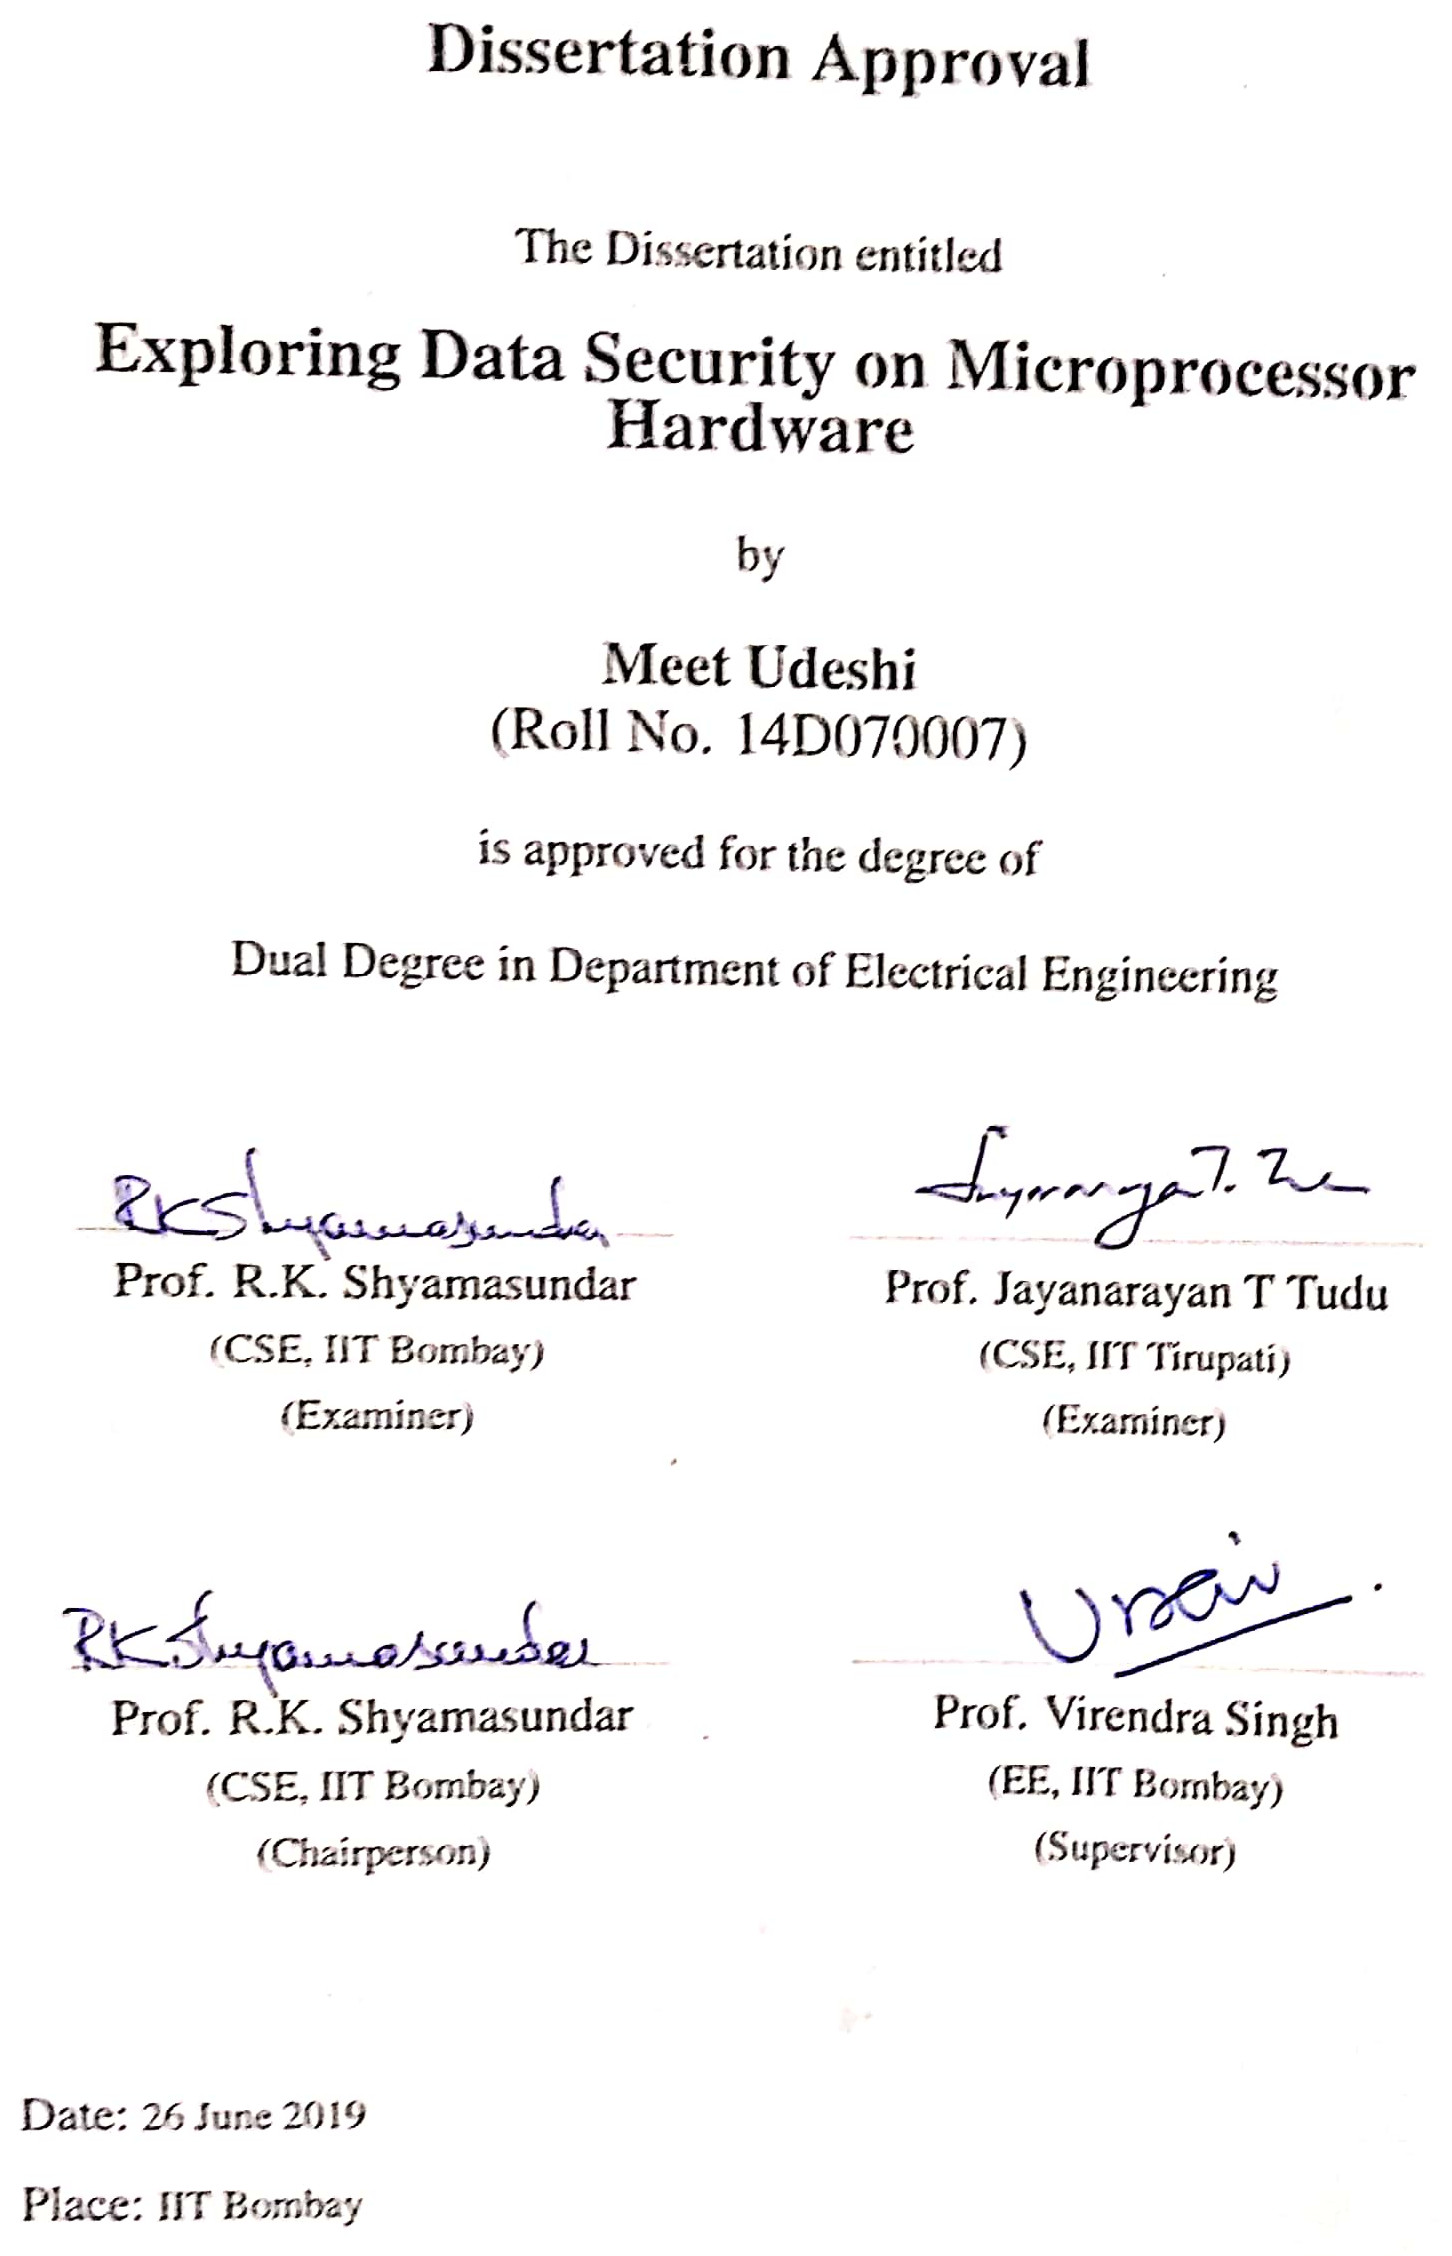 Dissertation Approval
The Dissertation entitled
Exploring Data Security on Microprocessor
Hardware
by
Meet Udeshi
(Roll No. 14D070007)
is approved for the degree of
Dual Degree in Department of Electrical Engineering
RKShyamasundar
Prof. R.K. Shyamasundar
(CSE, IIT Bombay)
(Examiner)
Prof. Jayanarayan T Tudu
(CSE, IIT Tirupati)
(Examiner)
RKShyamasundar
Prof. R.K. Shyamasundar
(CSE, IIT Bombay)
(Chairperson)
Prof. Virendra Singh
(EE, IIT Bombay)
(Supervisor)
Date: 26 June 2019
Place: IIT Bombay